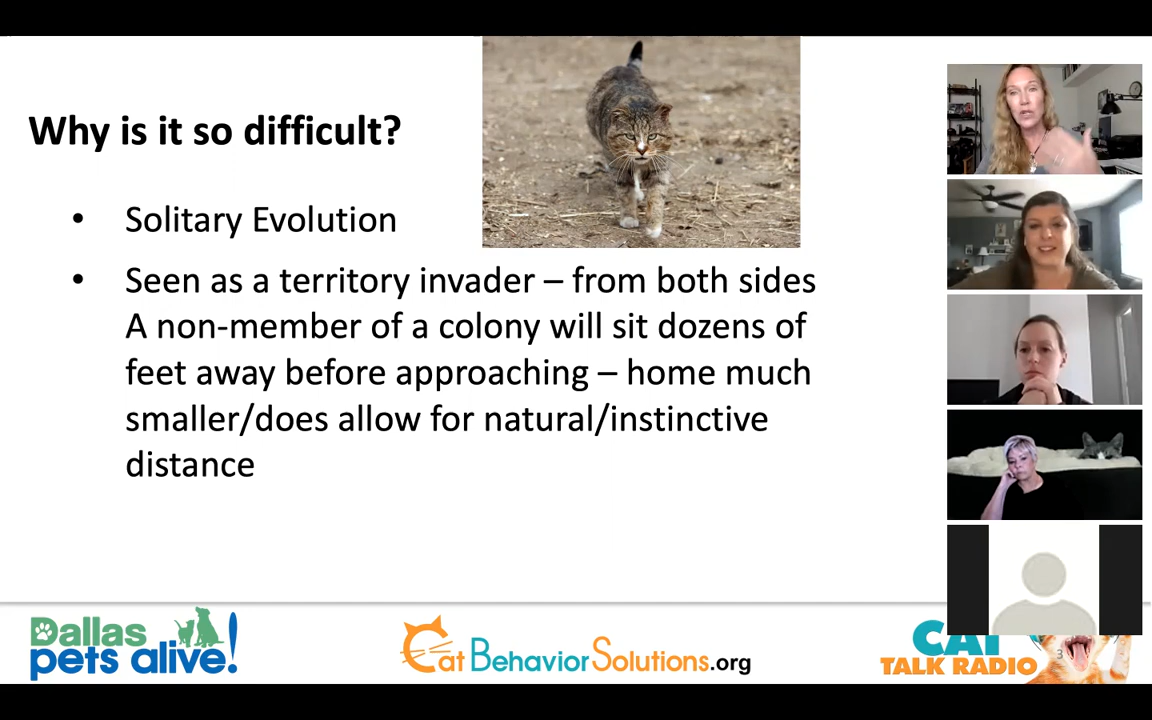 Why is it so difficult?
• Solitary Evolution
• Seen as a territory invader – from both sides
A non-member of a colony will sit dozens of
feet away before approaching – home much
smaller/does allow for natural/instinctive
distance
Dallas
pets alive!
Cat BehaviorSolutions.org
CAT
TALK RADIO